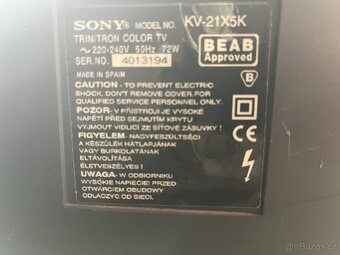 SONY MODEL NO. KV-21X5K
TRINITRON COLOR TV
~ 220-240V 50Hz 72W
SER.NO. 4013194
BEAB
Approved
MADE IN SPAIN
B
CAUTION - TO PREVENT ELECTRIC
SHOCK, DON'T REMOVE COVER. FOR
QUALIFIED SERVICE PERSONNEL ONLY.
POZOR - V PŘISTROJI JE VYSOKÉ
NAPĚTÍ PŘED SEJMUTÍM KRYTU
VYJMOUT VIDLICI ZE SÍŤOVÉ ZÁSUVKY !
FIGYELEM - NAGYFESZÜLTSÉG!
A KÉSZÜLÉK HÁTLAPJÁNAK
VAGY BURKOLATÁNAK
ELTÁVOLÍTÁSA
ÉLETVESZÉLYES!
CE
UWAGA- W ODBIORNIKU
WYSOKIE NAPIĘCIE! PRZED
OTWARCIEM OBUDOWY
ODŁĄCZYĆ OD SIECI.
Bazoš.cz